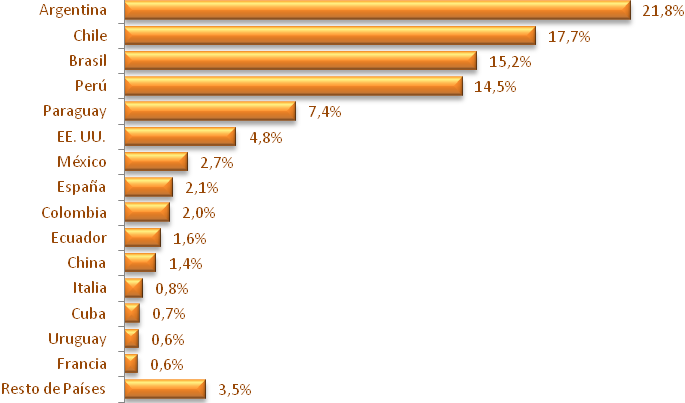 Argentina 21,8%
Chile 17,7%
Brasil 15,2%
Perú 14,5%
Paraguay 7,4%
EE. UU. 4,8%
México 2,7%
España 2,1%
Colombia 2,0%
Ecuador 1,6%
China 1,4%
Italia 0,8%
Cuba 0,7%
Uruguay 0,6%
Francia 0,6%
Resto de Países 3,5%